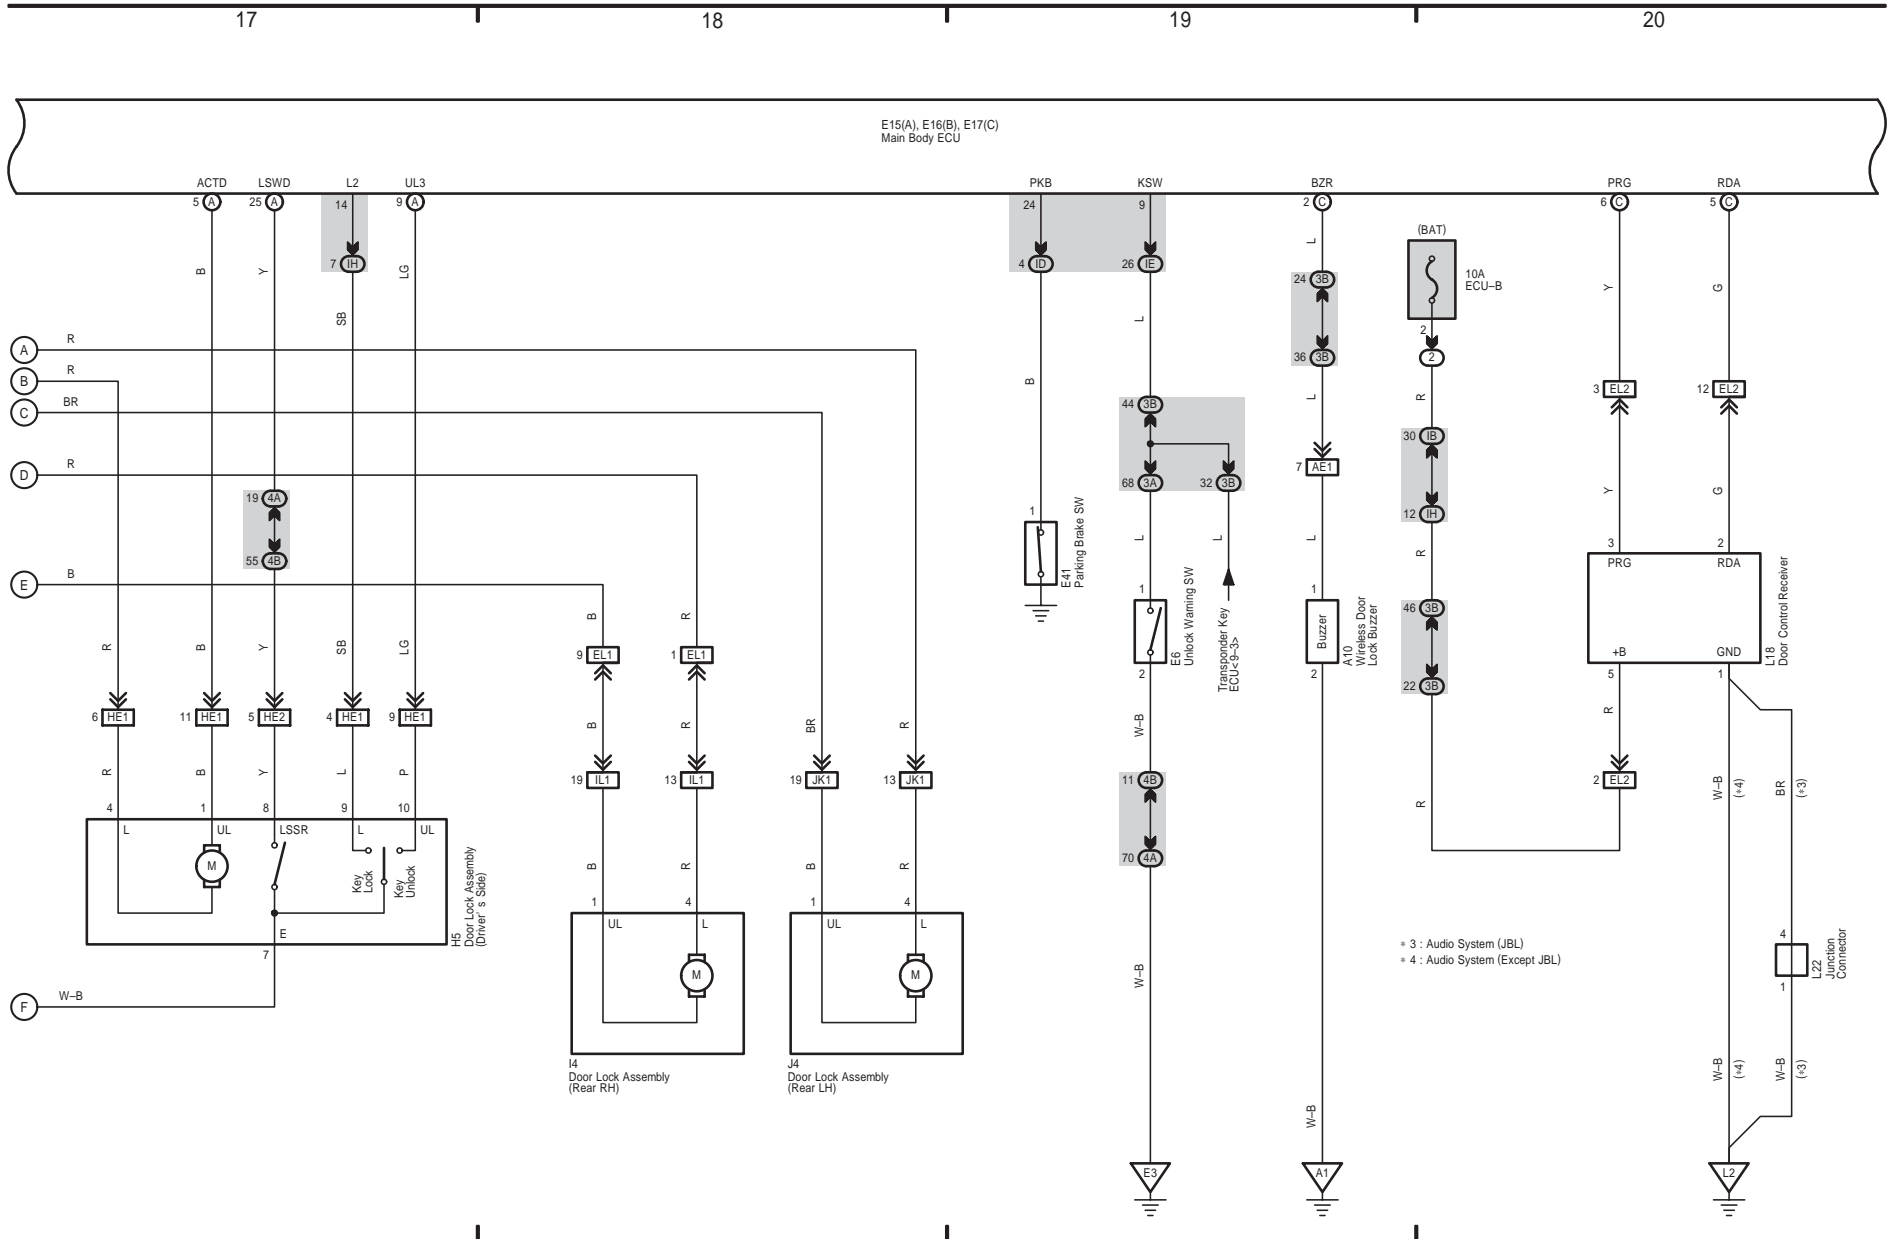 17
18
19
20
E15(A), E16(B), E17(C)
Main Body ECU
ACTD
LSWD
L2
UL3
PKB
KSW
BZR
PRG
RDA
5 A
25 A
14
9 A
24
9
2 C
6 C
5 C
7 IH
4 ID
26 IE
(BAT)
10A
ECU–B
2
2
B
Y
SB
LG
L
L
Y
G
24 3B
36 3B
A
R
B
R
C
BR
D
R
E
B
F
W–B
B
R
L
3 EL2
12 EL2
44 3B
68 3A
32 3B
30 IB
12 IH
7 AE1
19 4A
55 4B
1
E41
Parking Brake SW
L
L
L
R
Y
G
3
2
PRG
RDA
+B
GND
5
1
L18
Door Control Receiver
1
E6
Unlock Warning SW
2
Transponder Key
ECU<9–3>
1
Buzzer
A10
Wireless Door
Lock Buzzer
2
46 3B
22 3B
R
B
Y
SB
LG
B
R
9 EL1
1 EL1
6 HE1
11 HE1
5 HE2
4 HE1
9 HE1
B
R
BR
R
W–B
R
R
2 EL2
R
B
Y
L
P
19 IL1
13 IL1
19 JK1
13 JK1
11 4B
70 4A
W–B
(∗4)
BR
(∗3)
4
1
8
9
10
L
UL
LSSR
L
UL
M
Key
Lock
Key
Unlock
E
7
H5
Door Lock Assembly
(Driver' s Side)
B
R
B
R
1
4
1
4
UL
L
UL
L
M
M
I4
Door Lock Assembly
(Rear RH)
J4
Door Lock Assembly
(Rear LH)
∗ 3 : Audio System (JBL)
∗ 4 : Audio System (Except JBL)
4
1
L22
Junction
Connector
W–B
W–B
W–B
(∗4)
W–B
(∗3)
E3
A1
L2